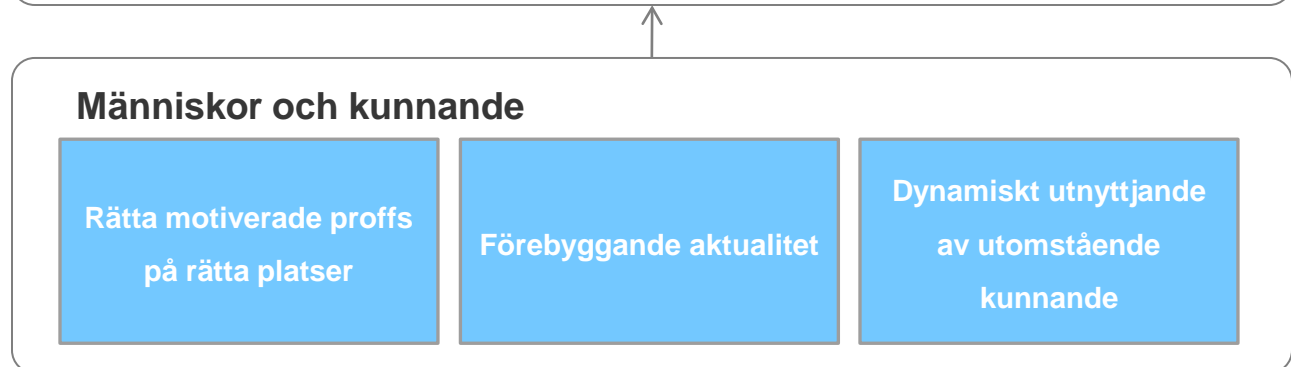 Människor och kunnande
Rätta motiverade proffs
på rätta platser
Förebyggande aktualitet
Dynamiskt utnyttjande
av utomstående
kunnande